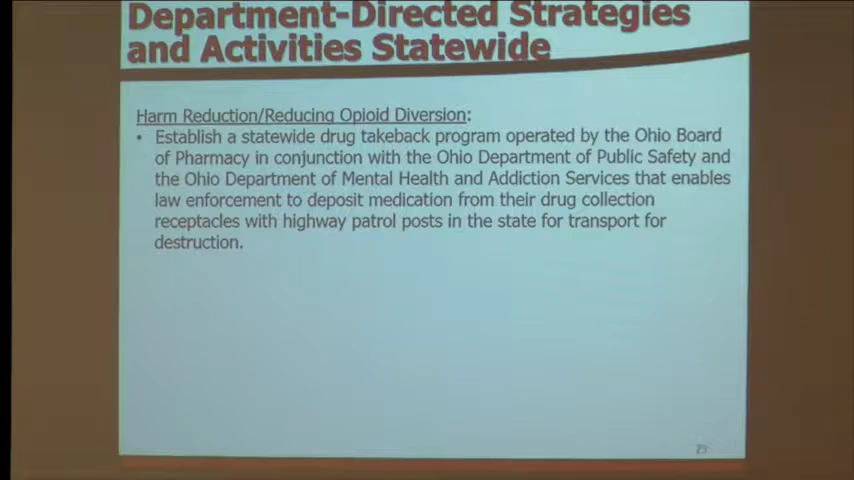 Department-Directed Strategies
and Activities Statewide
Harm Reduction/Reducing Opioid Diversion:
• Establish a statewide drug takeback program operated by the Ohio Board
of Pharmacy in conjunction with the Ohio Department of Public Safety and
the Ohio Department of Mental Health and Addiction Services that enables
law enforcement to deposit medication from their drug collection
receptacles with highway patrol posts in the state for transport for
destruction.